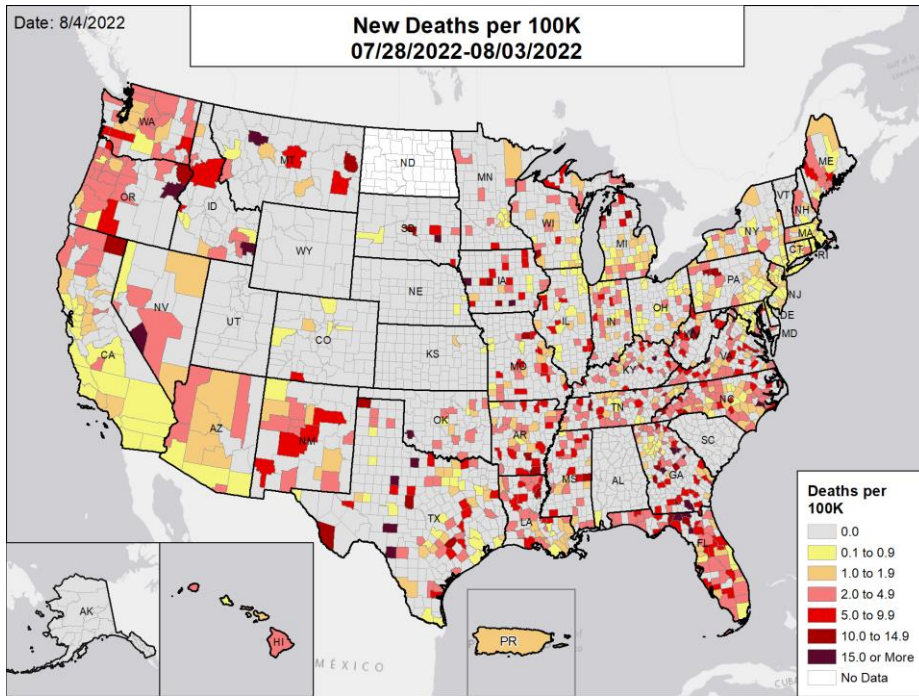 Date: 8/4/2022
New Deaths per 100K
07/28/2022-08/03/2022
WA
MT
ND
MN
ME
OR
ID
SD
WI
MI
VT
NH
NY
MA
CT
RI
WY
IA
PA
NJ
NE
NV
UT
IL
IN
OH
DE
MD
CO
CA
KS
MO
KY
VA
AZ
NM
OK
AR
TN
NC
SC
MS
AL
GA
TX
LA
FL
AK
HI
PR
MÉXICO
Deaths per
100K
0.0
0.1 to 0.9
1.0 to 1.9
2.0 to 4.9
5.0 to 9.9
10.0 to 14.9
15.0 or More
No Data